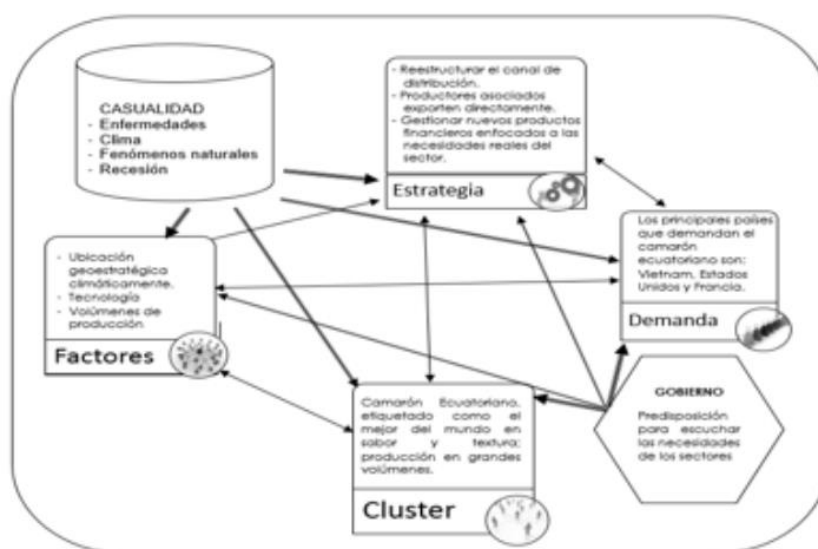 CASUALIDAD
- Enfermedades
- Clima
- Fenómenos naturales
- Recesión
- Reestructurar el canal de
distribución.
- Productores asociados
exporten directamente.
- Gestionar nuevos productos
financieros enfocados a las
necesidades reales del
sector.
Estrategia
- Ubicación
geoestratégica
climáticamente.
- Tecnología
- Volúmenes de
producción
Factores
Los principales países
que demandan el
camarón
ecuatoriano son:
Vietnam, Estados
Unidos y Francia.
Demanda
Camarón Ecuatoriano,
etiquetado como el
mejor del mundo en
sabor y textura;
producción en grandes
volúmenes.
Cluster
GOBIERNO
Predisposición
para escuchar
las necesidades
de los sectores